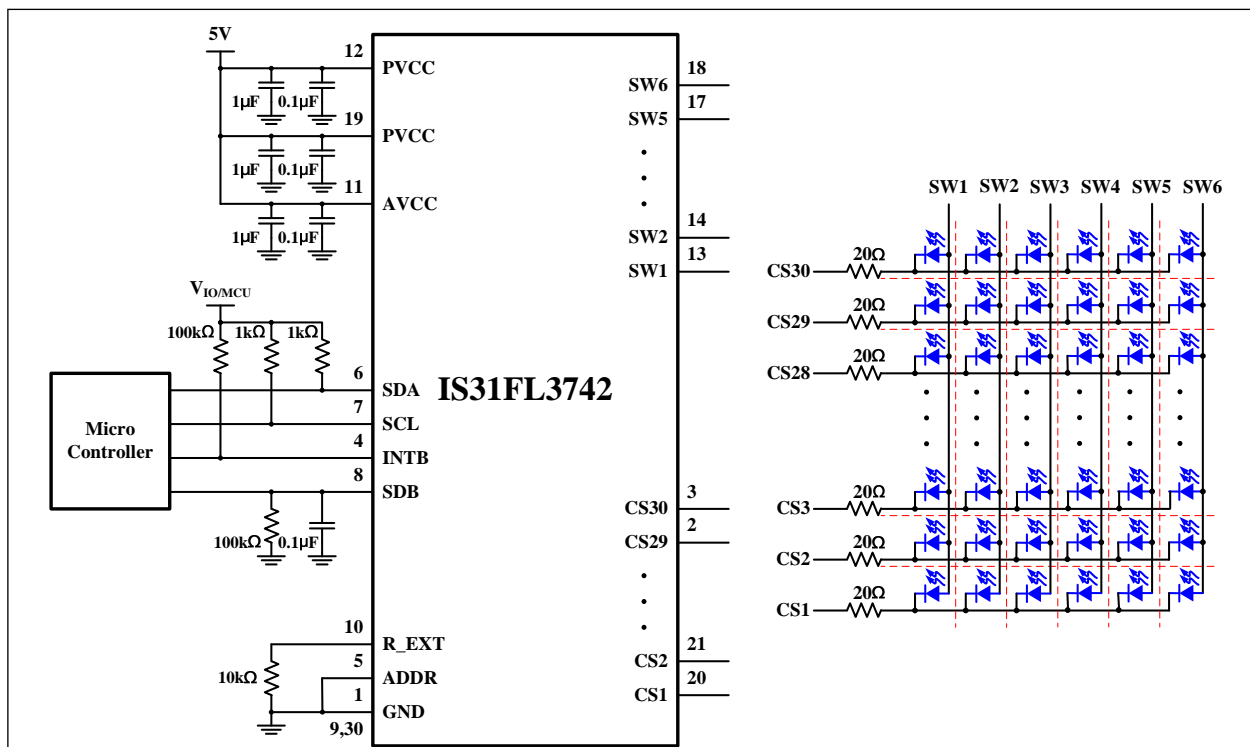 5V
12
PVCC
1µF 0.1µF
19
PVCC
1µF 0.1µF
11
AVCC
1µF 0.1µF
V_IO/MCU
100kΩ 1kΩ 1kΩ
Micro
Controller
6
SDA
7
SCL
4
INTB
8
SDB
100kΩ 0.1µF
10
R_EXT
5
ADDR
10kΩ
1
GND
9,30
IS31FL3742
18
SW6
17
SW5
14
SW2
13
SW1
3
CS30
2
CS29
21
CS2
20
CS1
SW1 SW2 SW3 SW4 SW5 SW6
20Ω
CS30
20Ω
CS29
20Ω
CS28
20Ω
CS3
20Ω
CS2
20Ω
CS1